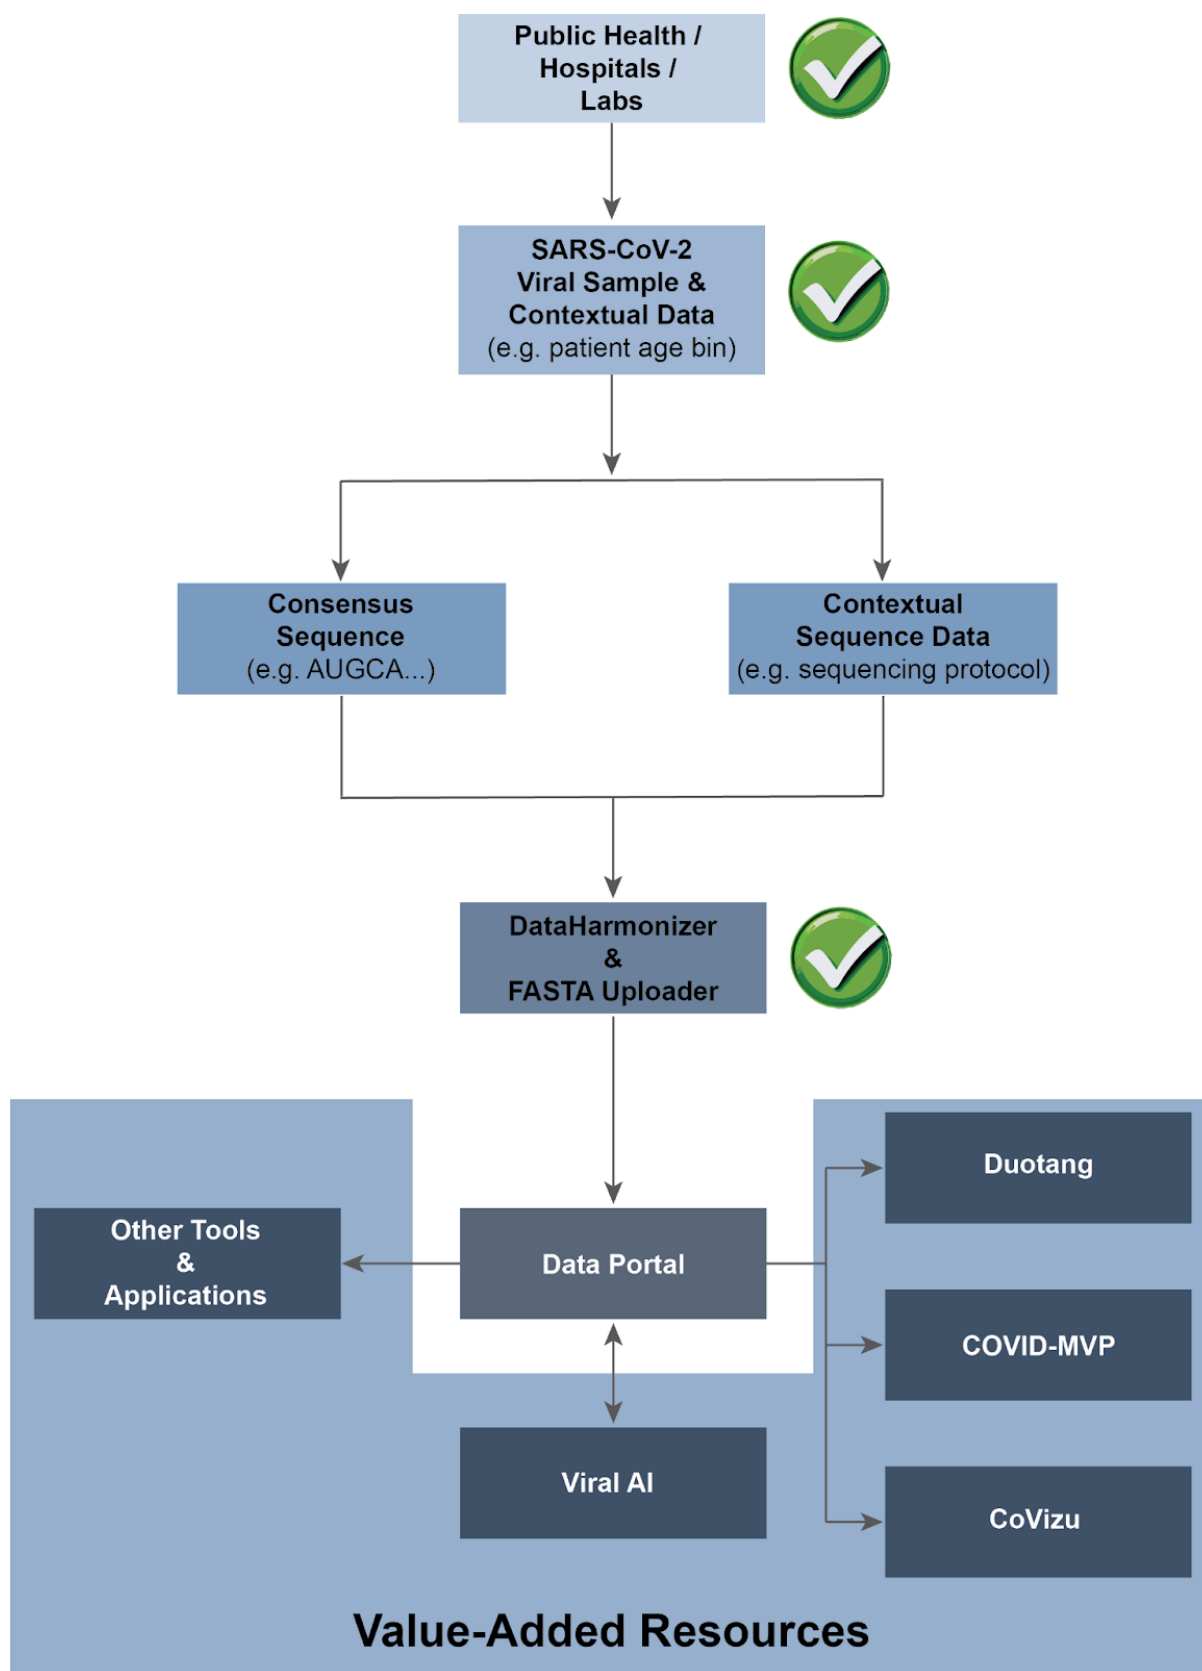 Public Health /
Hospitals /
Labs
SARS-CoV-2
Viral Sample &
Contextual Data
(e.g. patient age bin)
Consensus
Sequence
(e.g. AUGCA...)
Contextual
Sequence Data
(e.g. sequencing protocol)
DataHarmonizer
&
FASTA Uploader
Other Tools
&
Applications
Data Portal
Duotang
COVID-MVP
Viral AI
CoVizu
Value-Added Resources